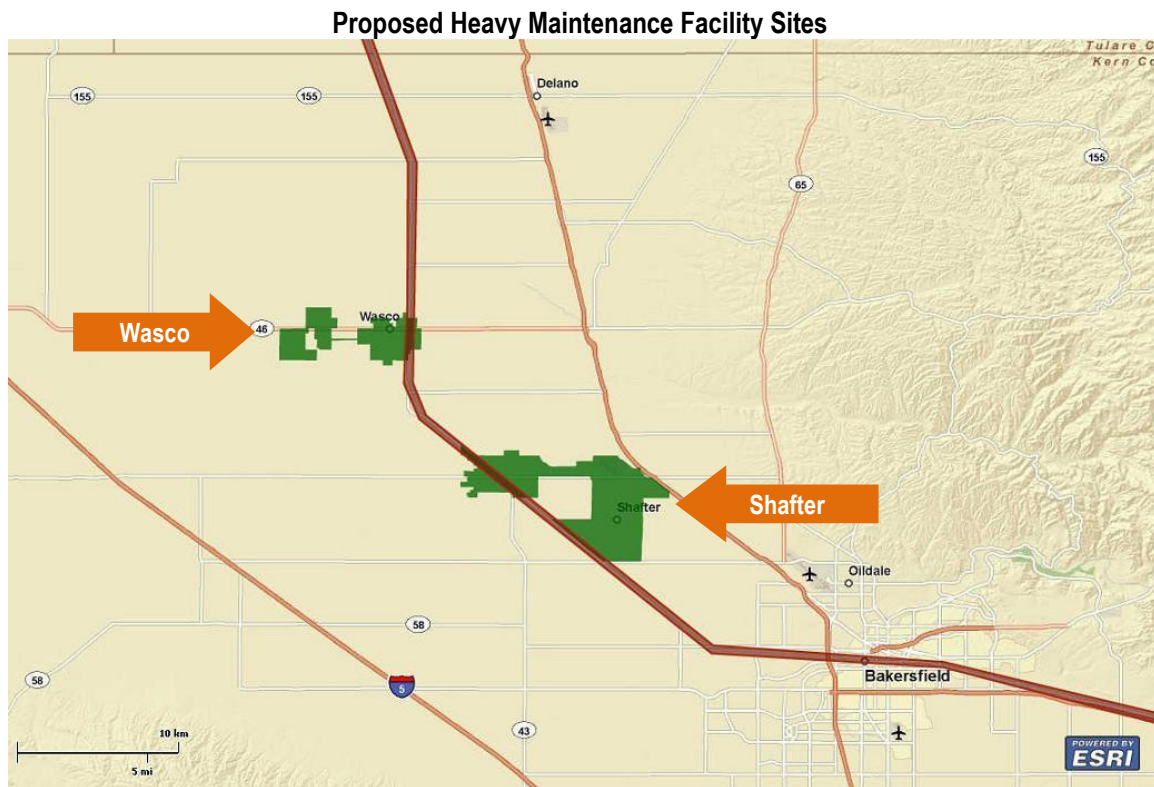 Proposed Heavy Maintenance Facility Sites
Tulare C
Kern Co
Delano
155
155
155
65
Wasco
46
Wasco
Shafter
Shafter
Oildale
58
58
5
Bakersfield
43
10 km
5 mi
POWERED BY
ESRI